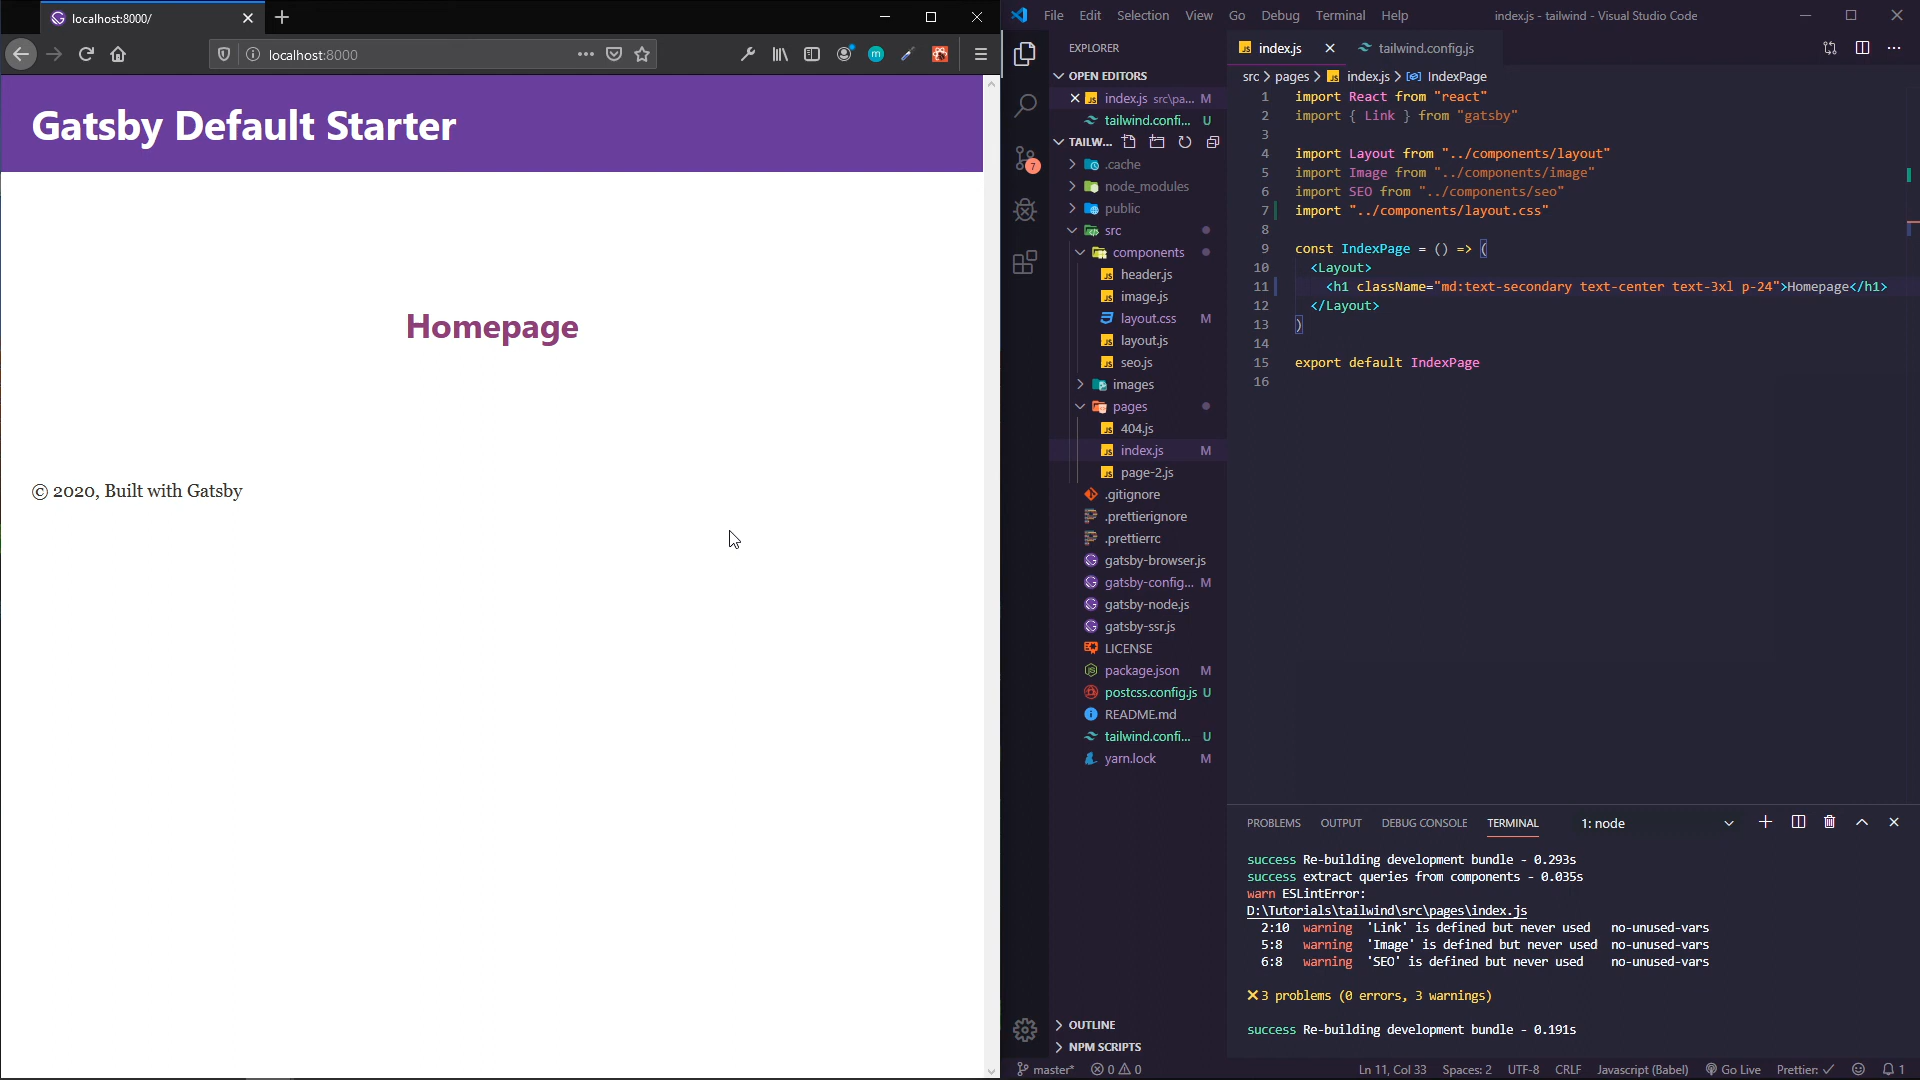 localhost:8000/
localhost:8000
Gatsby Default Starter
Homepage
© 2020, Built with Gatsby
File Edit Selection View Go Debug Terminal Help
index.js - tailwind - Visual Studio Code
EXPLORER
OPEN EDITORS
index.js src\pa... M
tailwind.confi... U
TAILW...
.cache
node_modules
public
src
components
header.js
image.js
layout.css M
layout.js
seo.js
images
pages
404.js
index.js M
page-2.js
.gitignore
.prettierignore
.prettierrc
gatsby-browser.js
gatsby-config... M
gatsby-node.js
gatsby-ssr.js
LICENSE
package.json M
postcss.config.js U
README.md
tailwind.confi... U
yarn.lock M
OUTLINE
NPM SCRIPTS
7
index.js
tailwind.config.js
src > pages > index.js > IndexPage
1 import React from "react"
2 import { Link } from "gatsby"
3
4 import Layout from "../components/layout"
5 import Image from "../components/image"
6 import SEO from "../components/seo"
7 import "../components/layout.css"
8
9 const IndexPage = () => (
10 <Layout>
11 <h1 className="md:text-secondary text-center text-3xl p-24">Homepage</h1>
12 </Layout>
13 )
14
15 export default IndexPage
16
PROBLEMS OUTPUT DEBUG CONSOLE TERMINAL 1: node
success Re-building development bundle - 0.293s
success extract queries from components - 0.035s
warn ESLintError:
D:\Tutorials\tailwind\src\pages\index.js
2:10 warning 'Link' is defined but never used no-unused-vars
5:8 warning 'Image' is defined but never used no-unused-vars
6:8 warning 'SEO' is defined but never used no-unused-vars
✕ 3 problems (0 errors, 3 warnings)
success Re-building development bundle - 0.191s
master* 0 0 Ln 11, Col 33 Spaces: 2 UTF-8 CRLF Javascript (Babel) Go Live Prettier: ✓ 1